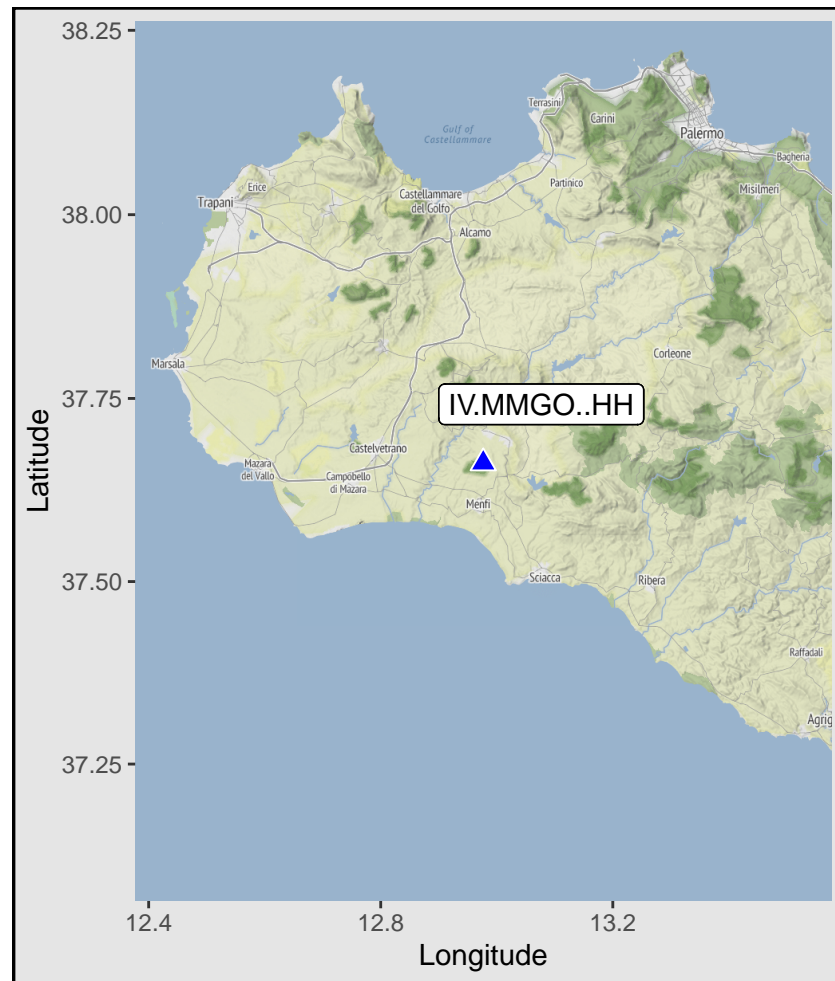 38.25
38.00
37.75
37.50
37.25
Latitude
12.4
12.8
13.2
Longitude
Gulf of
Castellammare
Terrasini
Carini
Palermo
Bagheria
Misilmeri
Partinico
Erice
Trapani
Castellammare
del Golfo
Alcamo
Marsala
Corleone
IV.MMGO..HH
Castelvetrano
Mazara
del Vallo
Campobello
di Mazara
Menfi
Sciacca
Ribera
Raffadali
Agrig